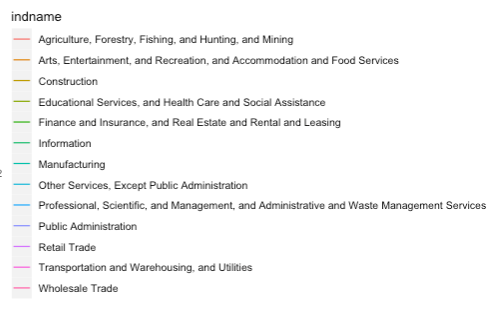 indname
Agriculture, Forestry, Fishing, and Hunting, and Mining
Arts, Entertainment, and Recreation, and Accommodation and Food Services
Construction
Educational Services, and Health Care and Social Assistance
Finance and Insurance, and Real Estate and Rental and Leasing
Information
Manufacturing
Other Services, Except Public Administration
Professional, Scientific, and Management, and Administrative and Waste Management Services
Public Administration
Retail Trade
Transportation and Warehousing, and Utilities
Wholesale Trade